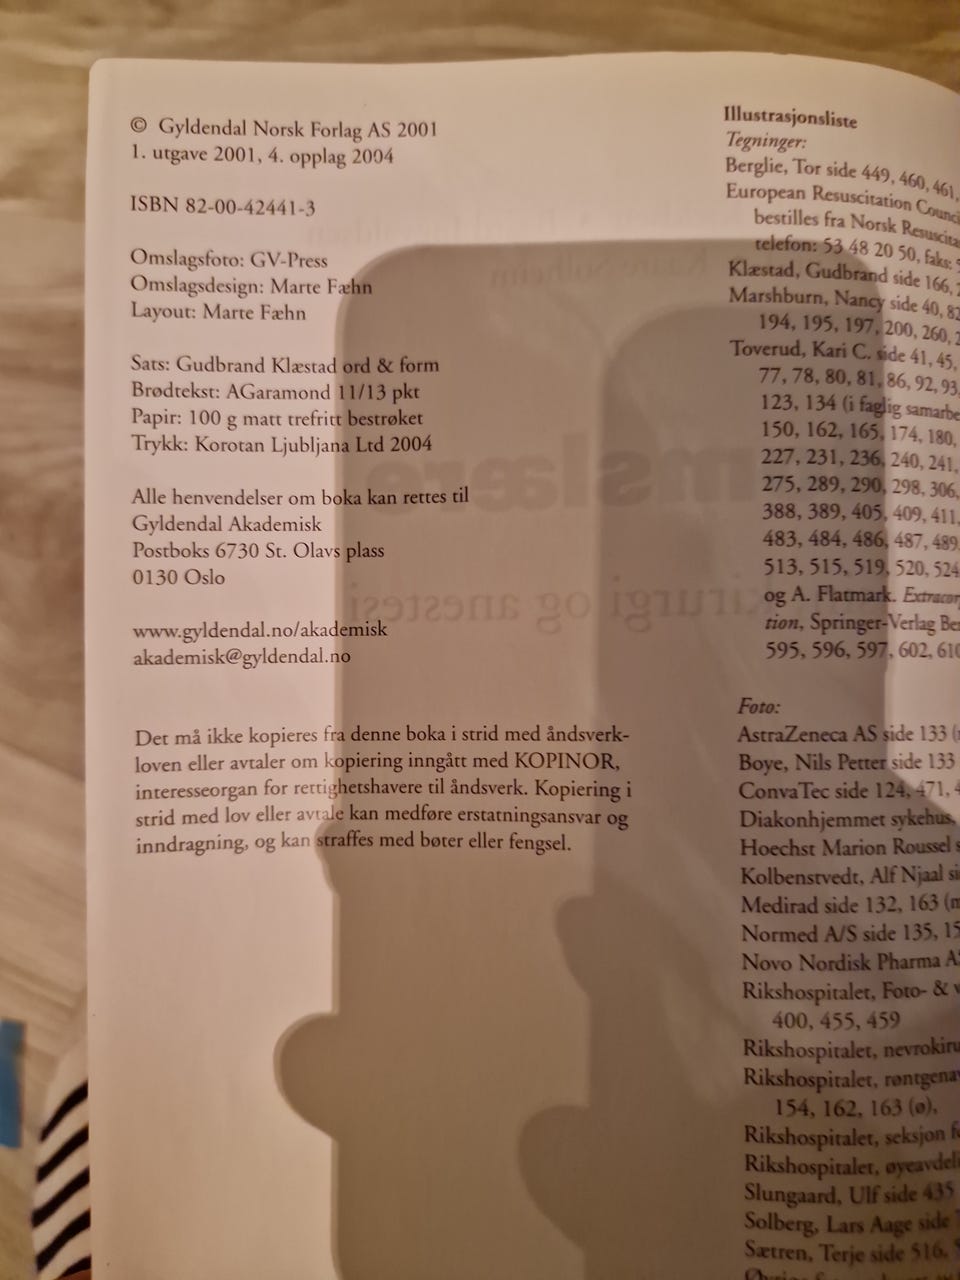 © Gyldendal Norsk Forlag AS 2001
1. utgave 2001, 4. opplag 2004
ISBN 82-00-42441-3
Omslagsfoto: GV-Press
Omslagsdesign: Marte Fæhn
Layout: Marte Fæhn
Sats: Gudbrand Klæstad ord & form
Brødtekst: AGaramond 11/13 pkt
Papir: 100 g matt trefritt bestrøket
Trykk: Korotan Ljubljana Ltd 2004
Alle henvendelser om boka kan rettes til
Gyldendal Akademisk
Postboks 6730 St. Olavs plass
0130 Oslo
www.gyldendal.no/akademisk
akademisk@gyldendal.no
Det må ikke kopieres fra denne boka i strid med åndsverk-
loven eller avtaler om kopiering inngått med KOPINOR,
interesseorgan for rettighetshavere til åndsverk. Kopiering i
strid med lov eller avtale kan medføre erstatningsansvar og
inndragning, og kan straffes med bøter eller fengsel.
Illustrasjonsliste
Tegninger:
Berglie, Tor side 449, 460, 461,
European Resuscitation
bestilles fra Norsk
telefon: 53 48 20 50, faks:
Klæstad, Gudbrand side 166,
Marshburn, Nancy side 40, 82
194, 195, 197, 200, 260,
Toverud, Kari C. side 41, 45,
77, 78, 80, 81, 86, 92, 93,
123, 134 (i faglig
150, 162, 165, 174, 180,
227, 231, 236, 240, 241,
275, 289, 290, 298, 306,
388, 389, 405, 409, 411,
483, 484, 486, 487, 489,
513, 515, 519, 520, 524
og A. Flatmark.
tion, Springer-Verlag
595, 596, 597, 602, 610
Foto:
AstraZeneca AS side 133
Boye, Nils Petter side 133
ConvaTec side 124, 471,
Diakonhjemmet sykehus,
Hoechst Marion Roussel
Kolbenstvedt, Alf Njaal
Medirad side 132, 163
Normed A/S side 135,
Novo Nordisk Pharma
Rikshospitalet, Foto- &
400, 455, 459
Rikshospitalet,
Rikshospitalet,
154, 162, 163 (ø),
Rikshospitalet, seksjon
Rikshospitalet,
Slungaard, Ulf side 435
Solberg, Lars Aage side
Sætren, Terje side 516,